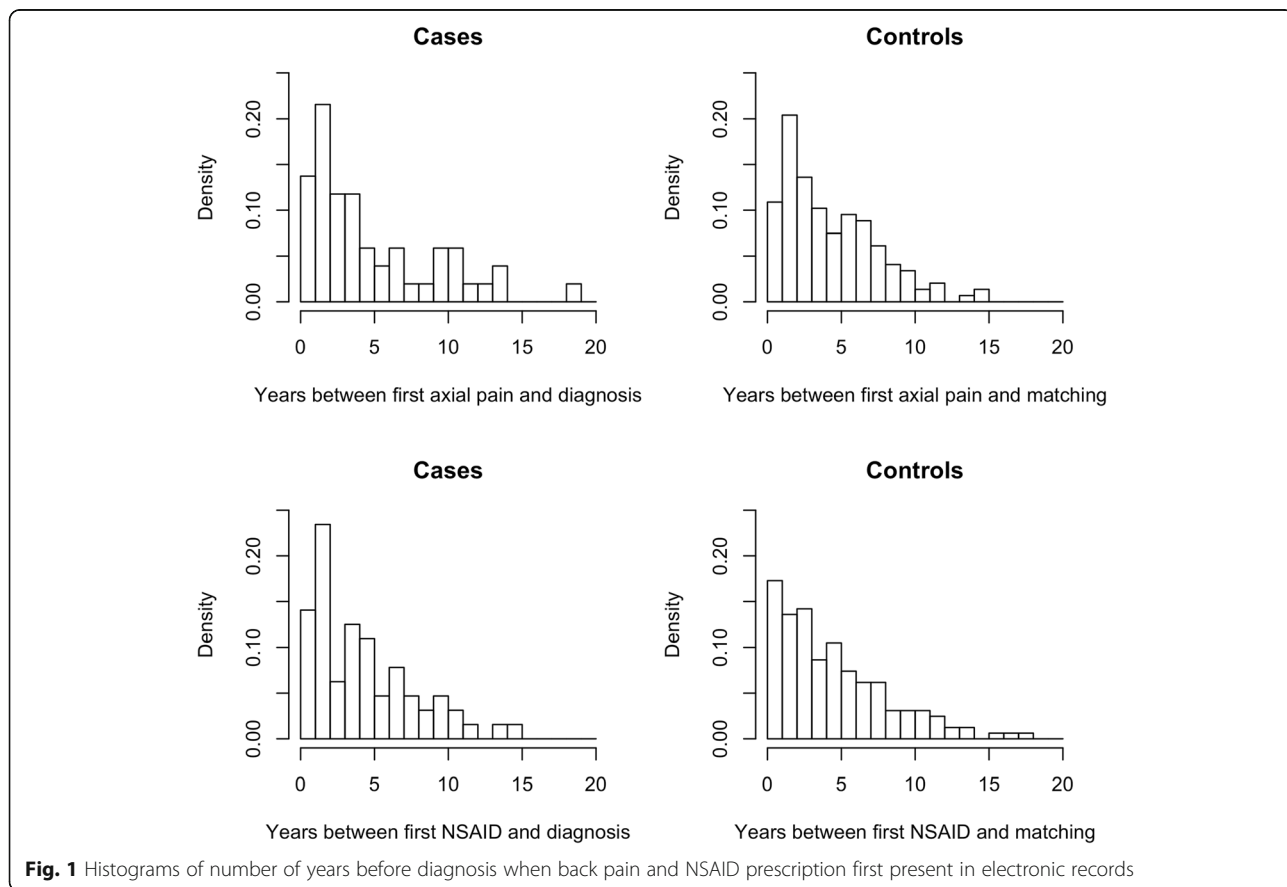 Cases
Controls
0.20
0.10
0.00
Density
0 5 10 15 20
Years between first axial pain and diagnosis
0.20
0.10
0.00
Density
0 5 10 15 20
Years between first axial pain and matching
Cases
Controls
0.20
0.10
0.00
Density
0 5 10 15 20
Years between first NSAID and diagnosis
0.20
0.10
0.00
Density
0 5 10 15 20
Years between first NSAID and matching
Fig. 1 Histograms of number of years before diagnosis when back pain and NSAID prescription first present in electronic records